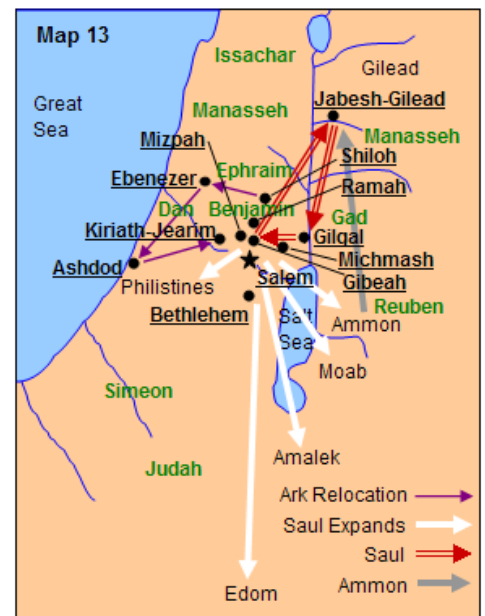 Map 13
Issachar
Gilead
Great
Sea
Jabesh-Gilead
Manasseh
Mizpah
Manasseh
Shiloh
Ephraim
Ebenezer
Ramah
Dan
Benjamin
Gad
Kiriath-Jearim
Gilgal
Michmash
Ashdod
Gibeah
Salem
Philistines
Reuben
Bethlehem
Salt
Sea
Ammon
Moab
Simeon
Amalek
Judah
Ark Relocation
Saul Expands
Saul
Ammon
Edom